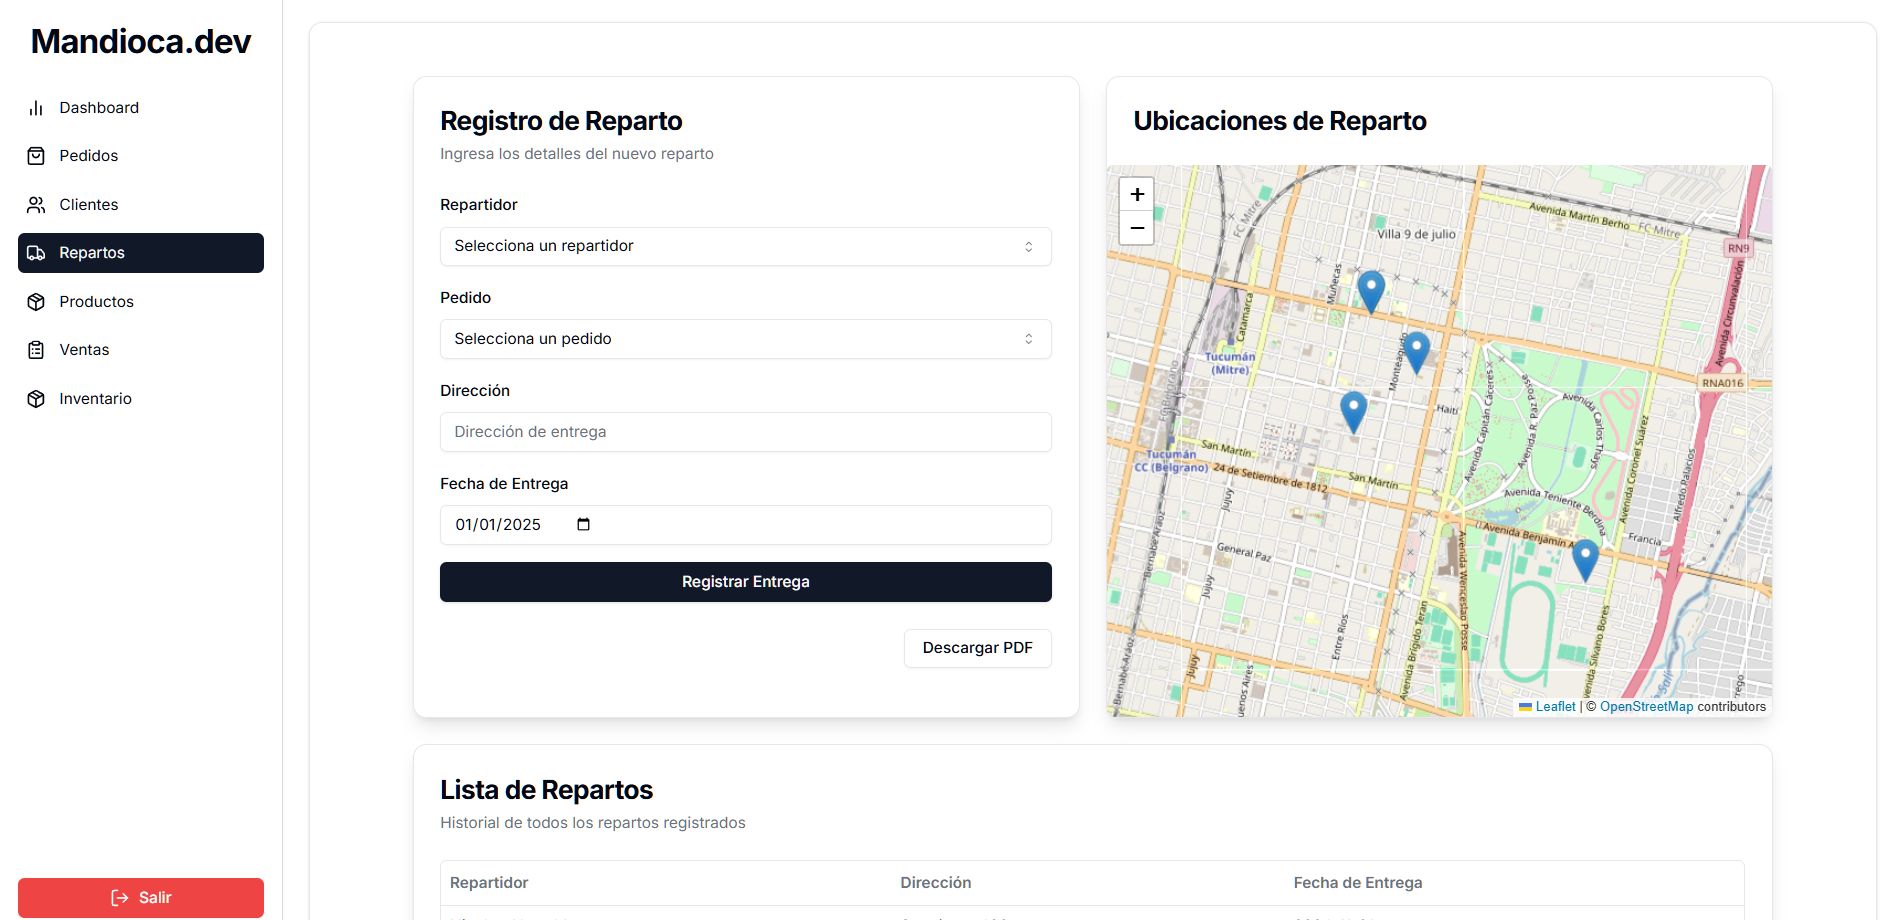 Mandioca.dev
Dashboard
Pedidos
Clientes
Repartos
Productos
Ventas
Inventario
Salir
Registro de Reparto
Ingresa los detalles del nuevo reparto
Repartidor
Selecciona un repartidor
Pedido
Selecciona un pedido
Dirección
Dirección de entrega
Fecha de Entrega
01/01/2025
Registrar Entrega
Descargar PDF
Ubicaciones de Reparto
+
−
FC Mitre
Avenida Martín Berho
FC Mitre
Villa 9 de julio
RN9
Muñecas
Catamarca
Avenida Circunvalación
Tucumán
(Mitre)
Monteagudo
RNA016
FC Belgrano
Haití
Avenida Capitán Cáceres
Avenida R. Paz Posse
Avenida Carlos Thays
Avenida Coronel Suárez
San Martín
Tucumán
CC (Belgrano)
24 de Setiembre de 1812
San Martín
Alfredo Palacios
Jujuy
Avenida Teniente Berdina
Bernabé Aráoz
Avenida Benjamín A
Francia
General Paz
Avenida Wenceslao Posse
Jujuy
Entre Ríos
Avenida Brígido Terán
Avenida Silvano Bores
Bernabé Aráoz
Jujuy
uenos Aires
Salí
Leaflet | © OpenStreetMap contributors
Lista de Repartos
Historial de todos los repartos registrados
Repartidor Dirección Fecha de Entrega